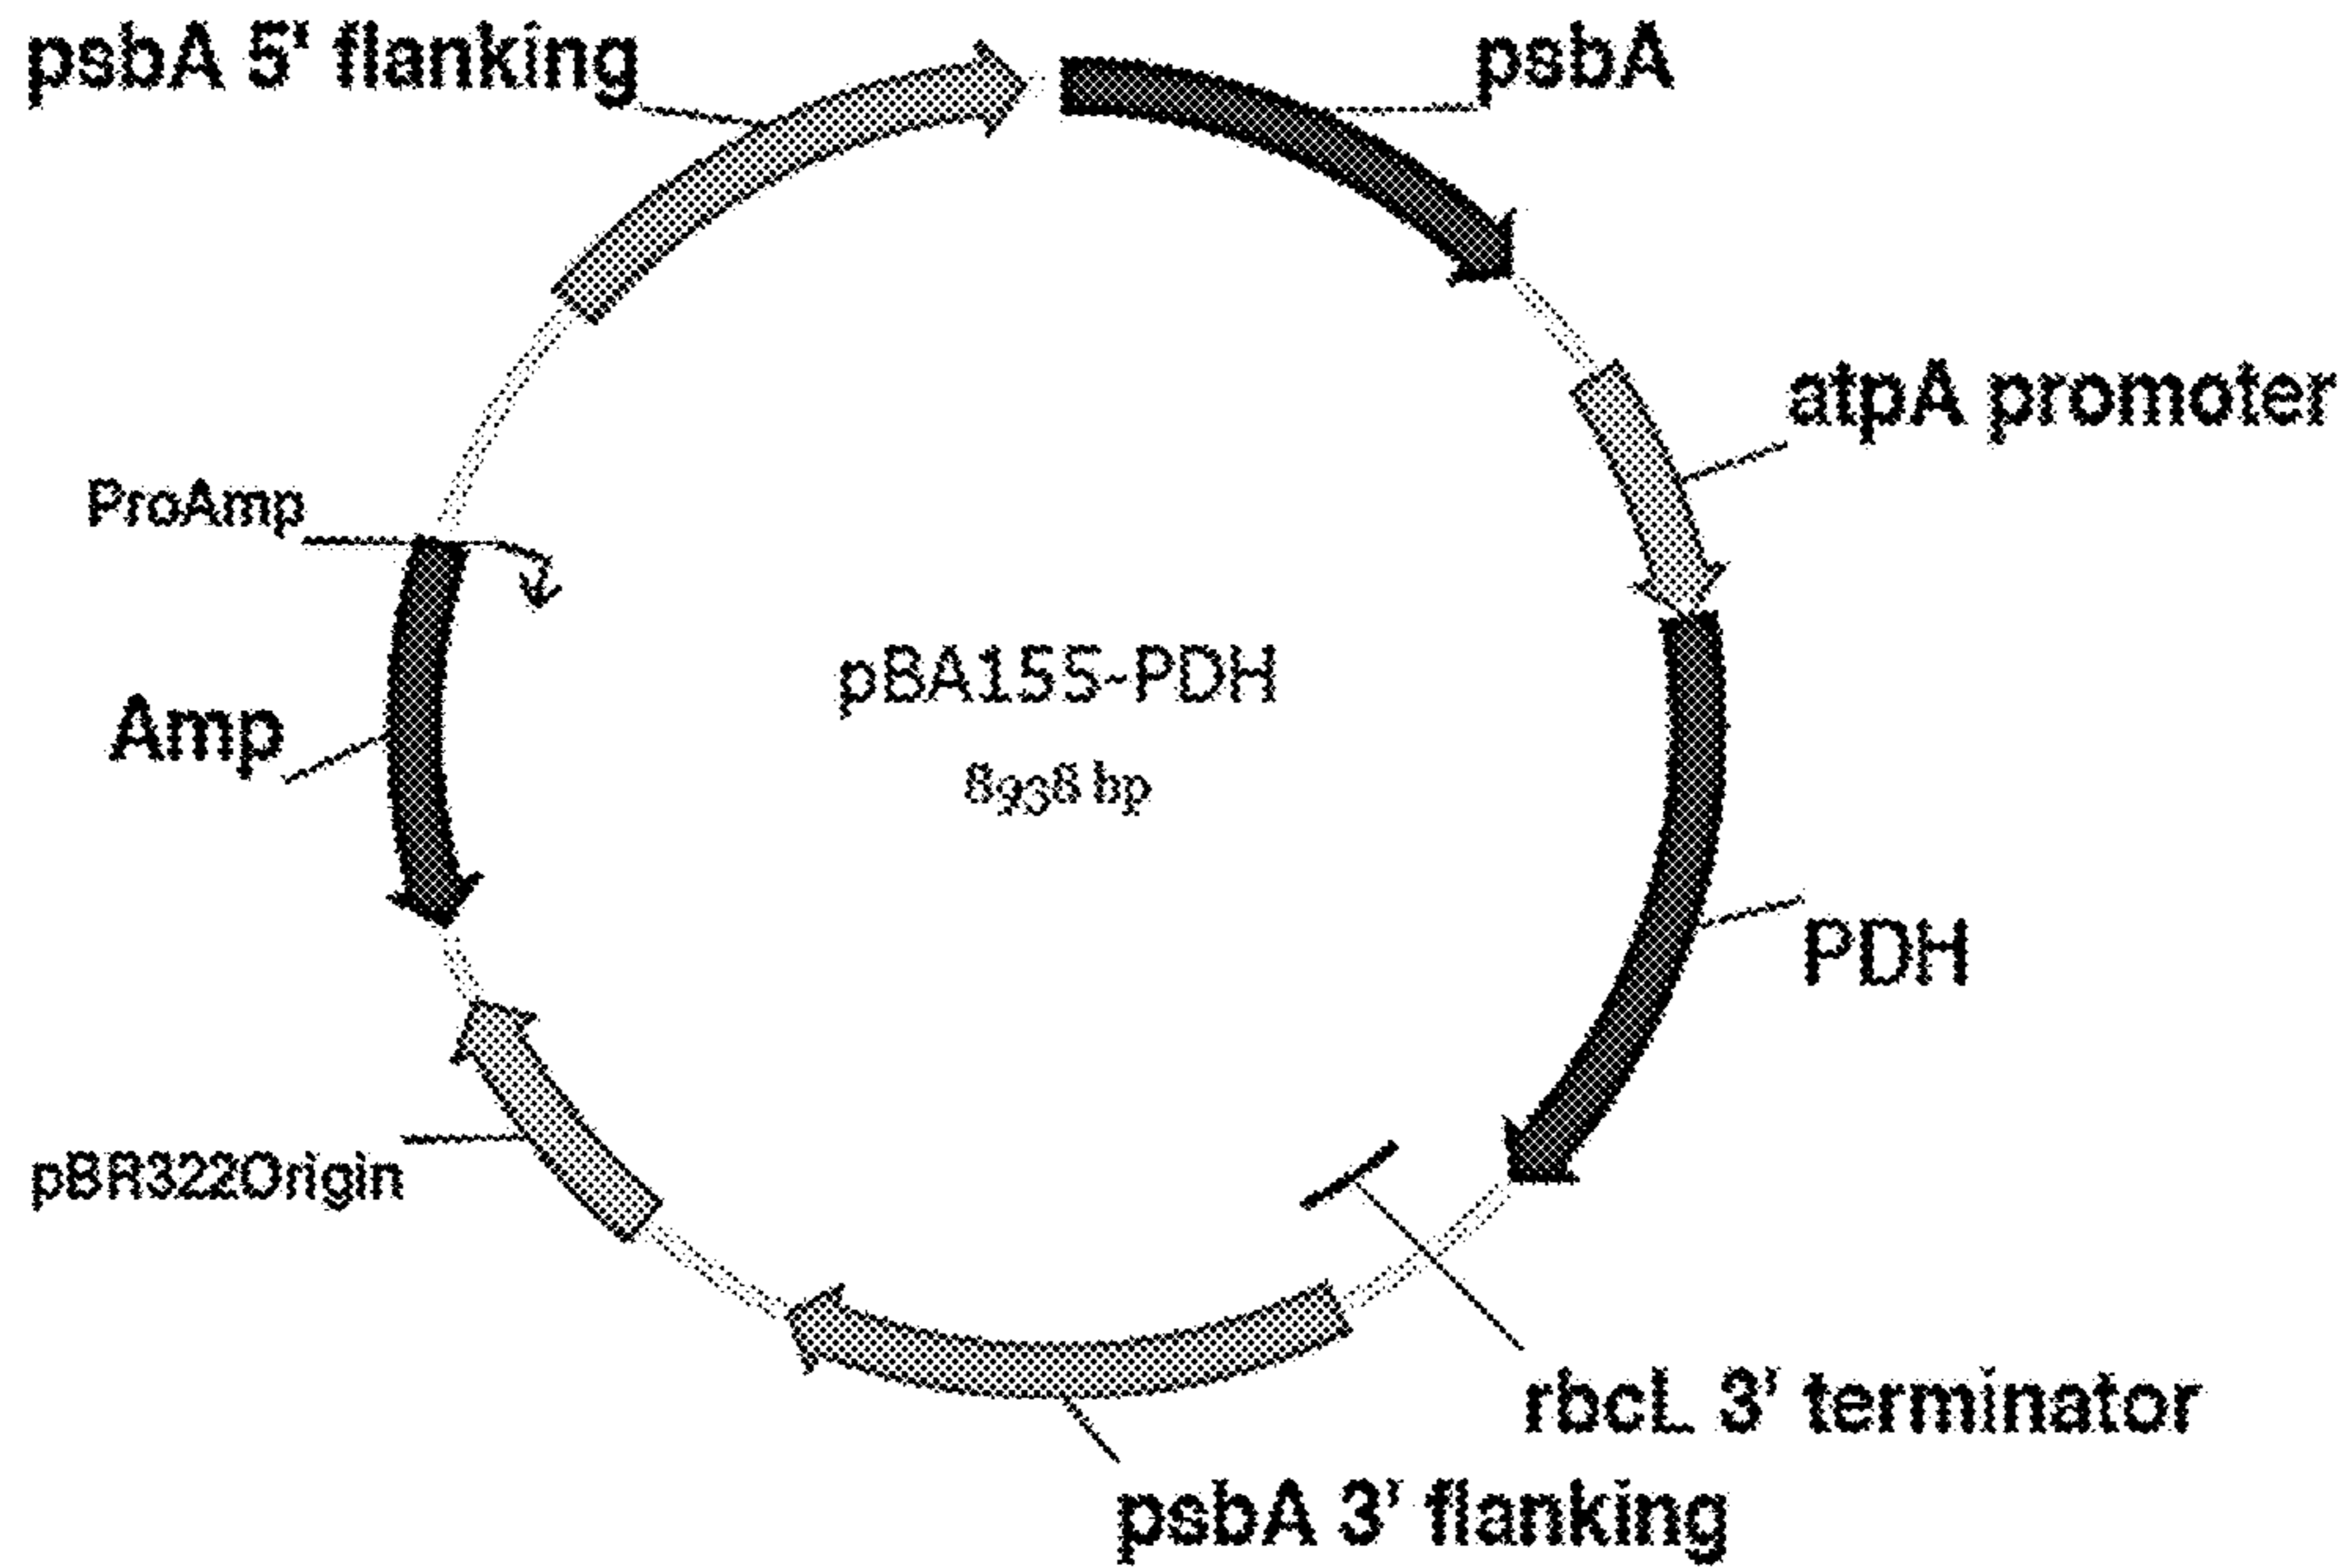 psbA 5' flanking
psbA
atpA promoter
ProAmp
pBA155-PDH
Amp
8938 bp
PDH
pBR322Origin
rbcL 3' terminator
psbA 3' flanking